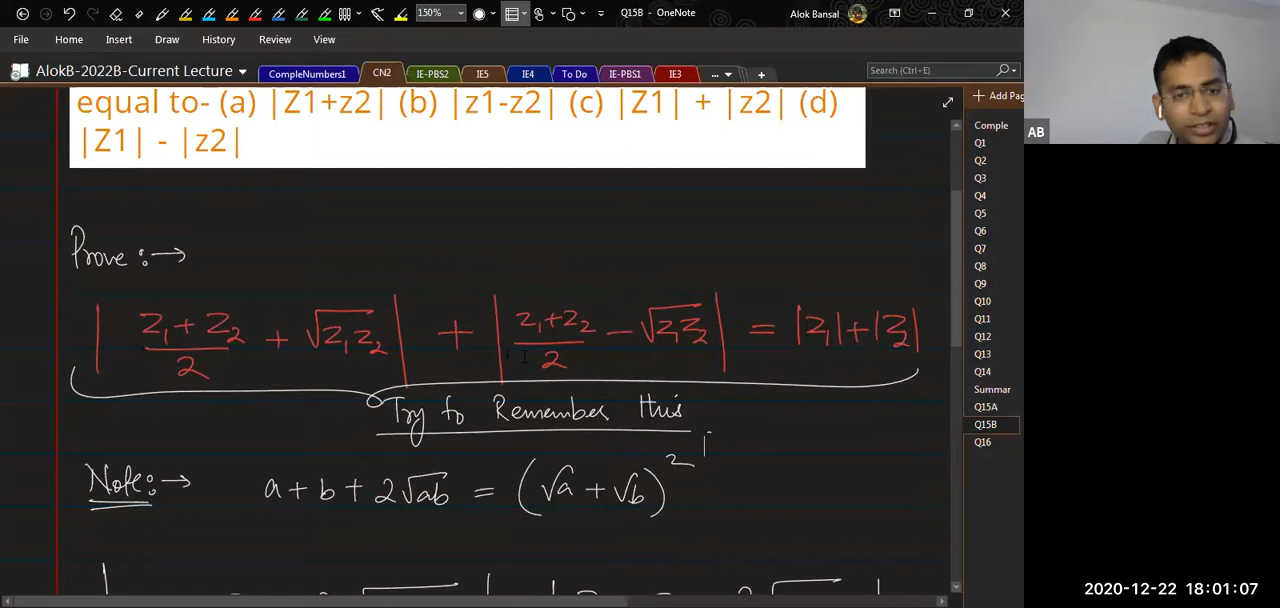 150% Q15B - OneNote Alok Bansal
File Home Insert Draw History Review View
AlokB-2022B-Current Lecture CompleNumbers1 CN2 IE-PBS2 IE5 IE4 To Do IE-PBS1 IE3 ... + Search (Ctrl+E)
equal to- (a) |Z1+z2| (b) |z1-z2| (c) |Z1| + |z2| (d)
|Z1| - |z2|
Prove :→
| (z₁+z₂)/2 + √z₁z₂ | + | (z₁+z₂)/2 − √z₁z₂ | = |z₁|+|z₂|
Try to Remember this
Note:→ a+b+2√ab = (√a+√b)²
+ Add Pag
Comple
Q1
Q2
Q3
Q4
Q5
Q6
Q7
Q8
Q9
Q10
Q11
Q12
Q13
Q14
Summar
Q15A
Q15B
Q16
AB
2020-12-22 18:01:07